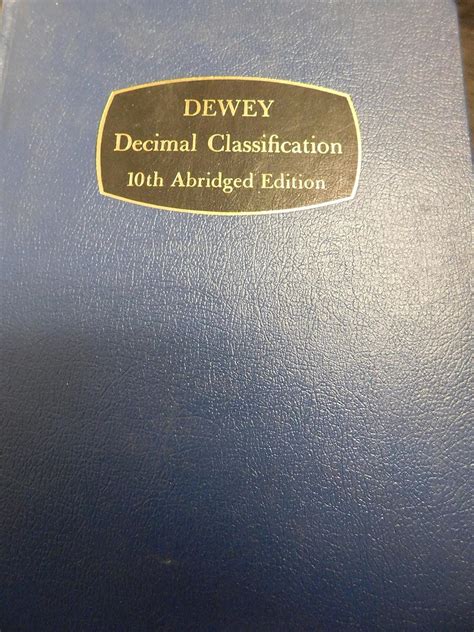 DEWEY
Decimal Classification
10th Abridged Edition